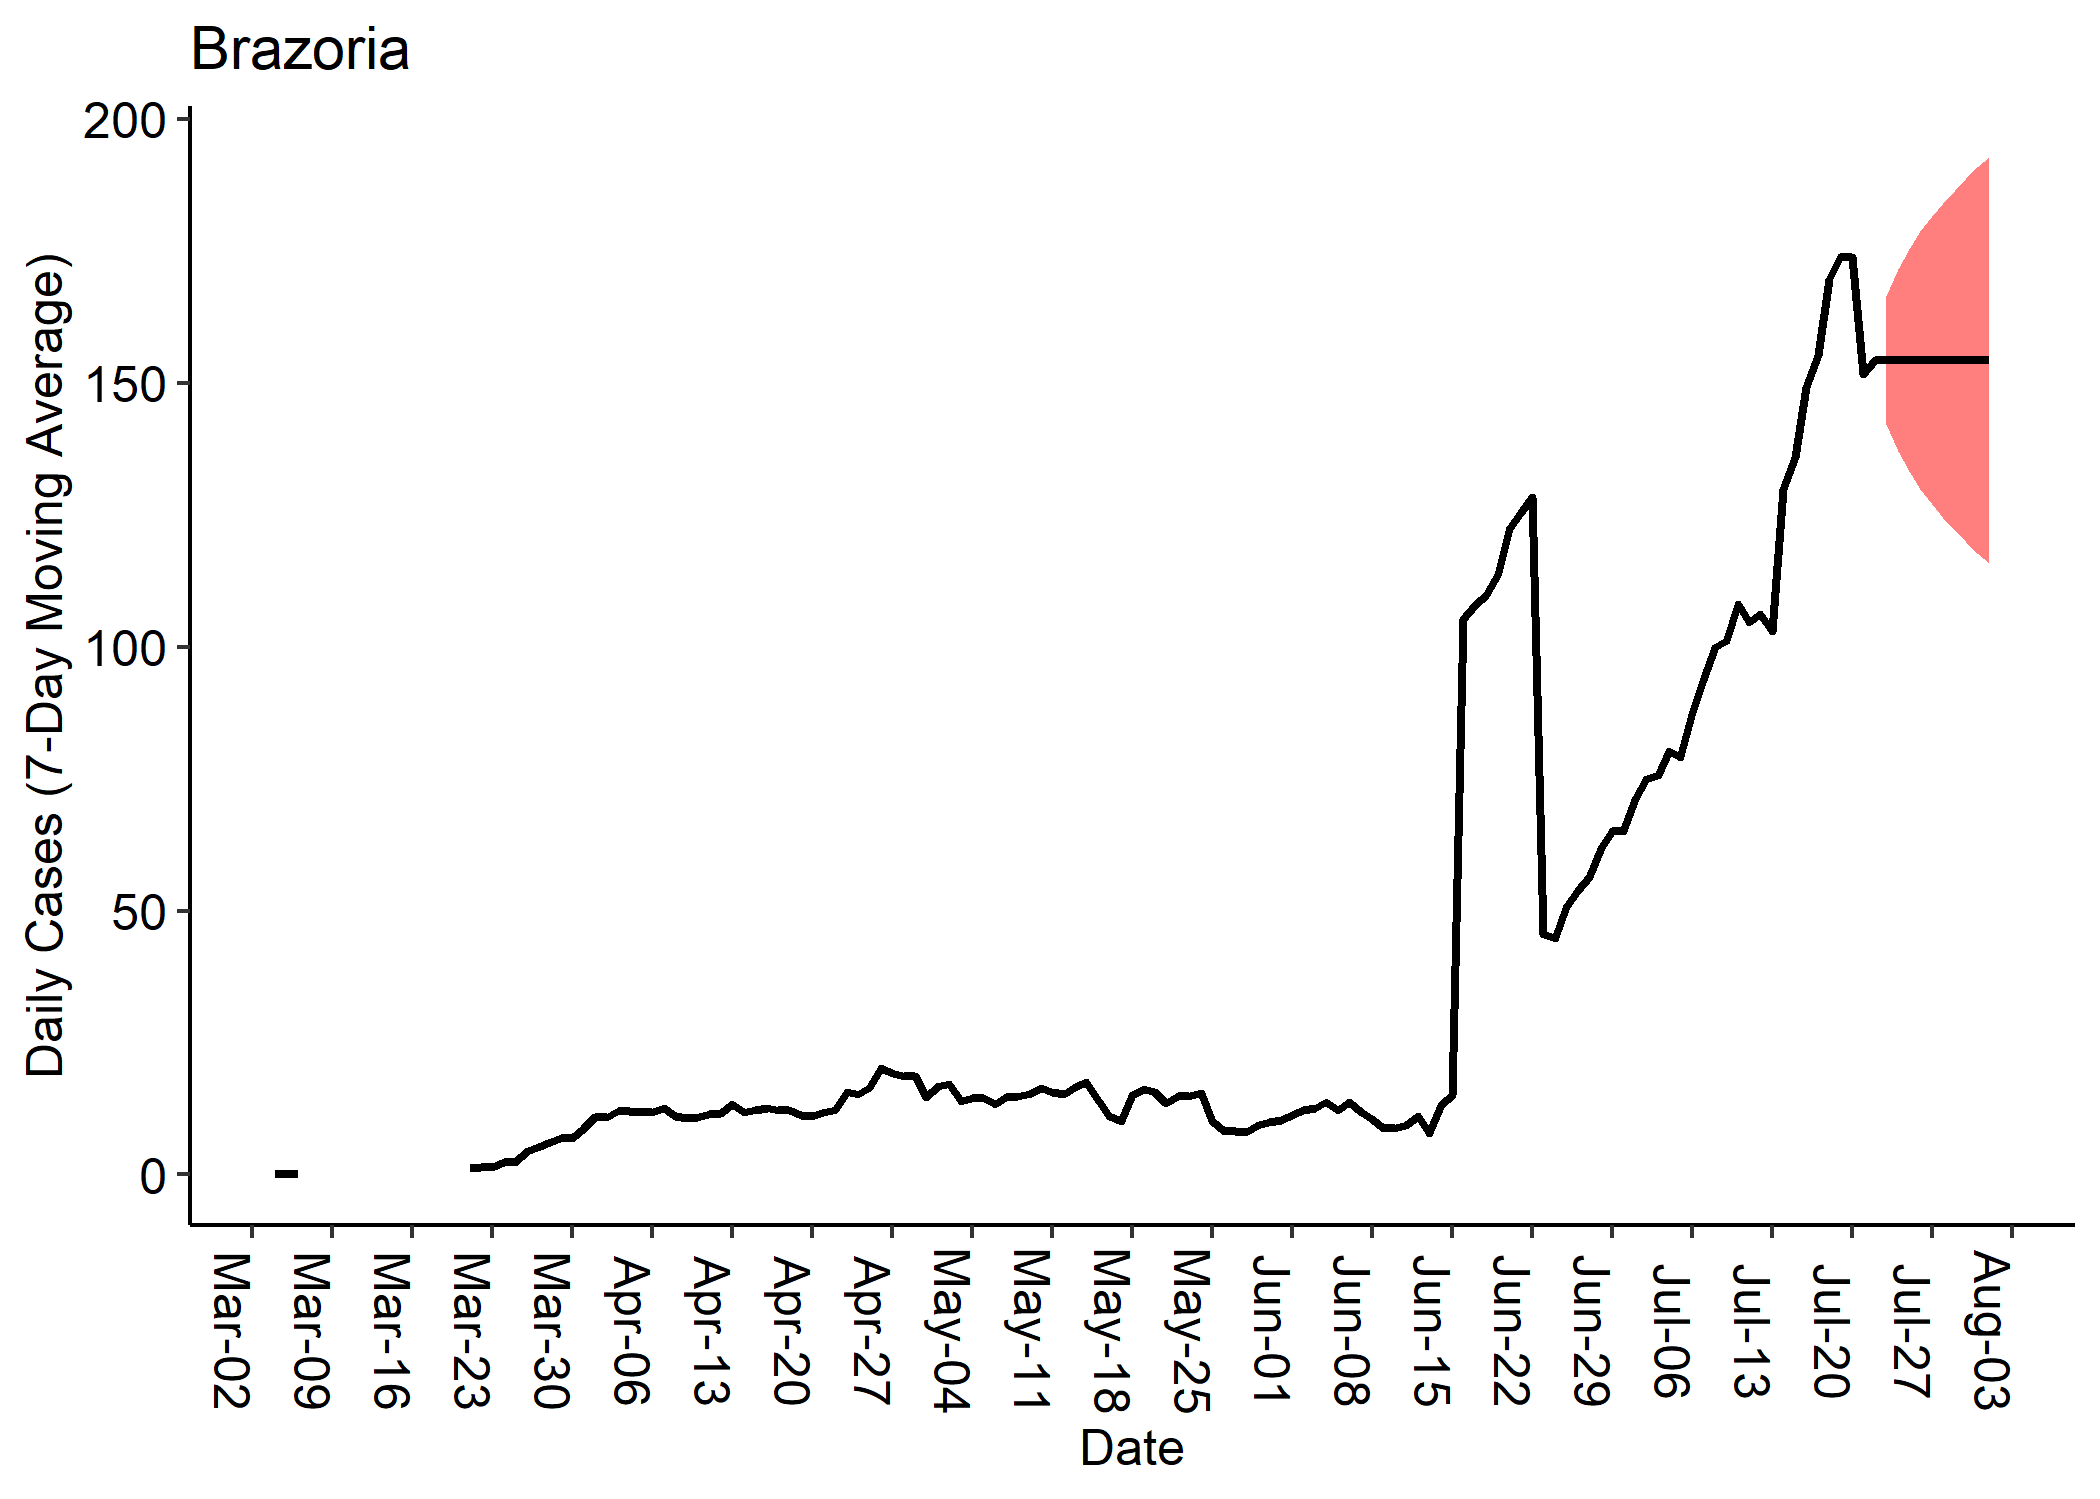 Brazoria
Daily Cases (7-Day Moving Average)
200
150
100
50
0
Mar-02
Mar-09
Mar-16
Mar-23
Mar-30
Apr-06
Apr-13
Apr-20
Apr-27
May-04
May-11
May-18
May-25
Jun-01
Jun-08
Jun-15
Jun-22
Jun-29
Jul-06
Jul-13
Jul-20
Jul-27
Aug-03
Date